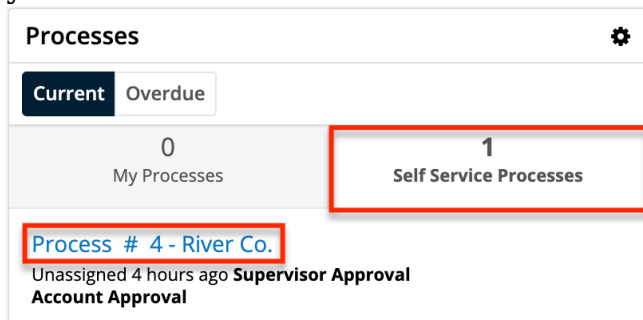 Processes
Current Overdue
0
My Processes
1
Self Service Processes
Process # 4 - River Co.
Unassigned 4 hours ago Supervisor Approval
Account Approval